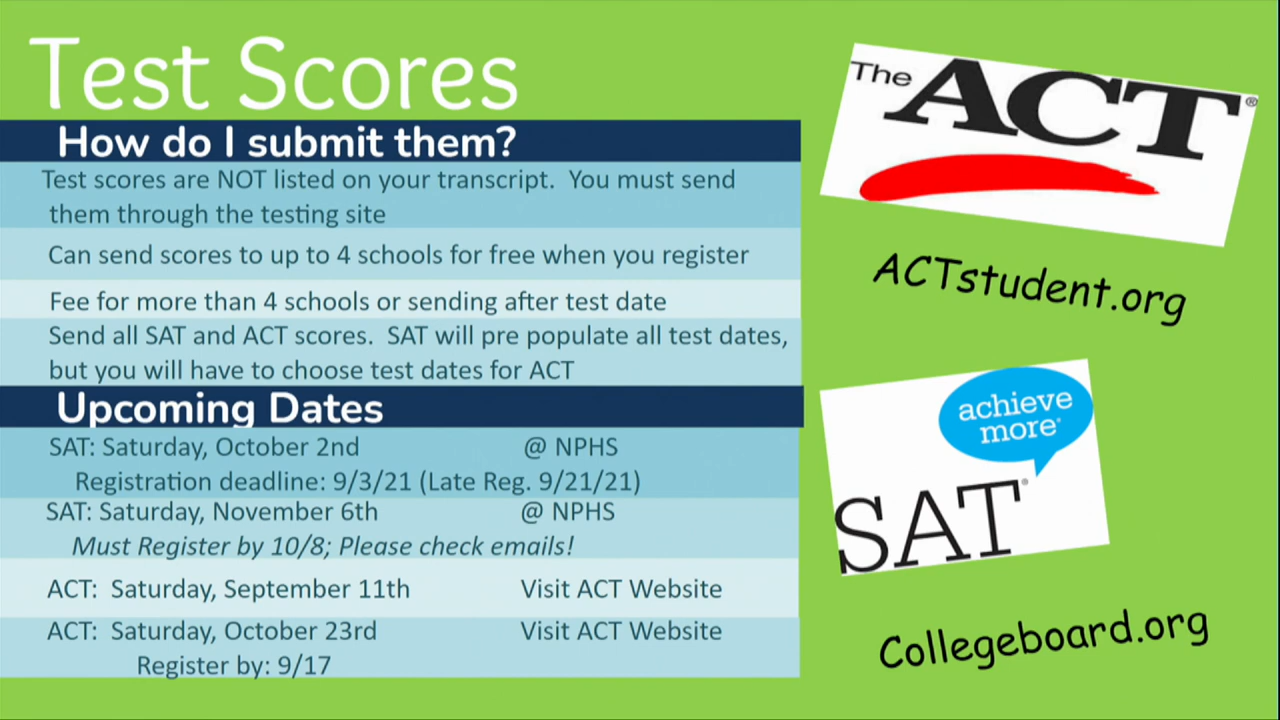 Test Scores
How do I submit them?
Test scores are NOT listed on your transcript.  You must send
them through the testing site
Can send scores to up to 4 schools for free when you register
Fee for more than 4 schools or sending after test date
Send all SAT and ACT scores.  SAT will pre populate all test dates,
but you will have to choose test dates for ACT
Upcoming Dates
SAT: Saturday, October 2nd @ NPHS
Registration deadline: 9/3/21 (Late Reg. 9/21/21)
SAT: Saturday, November 6th @ NPHS
Must Register by 10/8; Please check emails!
ACT:  Saturday, September 11th Visit ACT Website
ACT:  Saturday, October 23rd Visit ACT Website
Register by: 9/17
The ACT®
ACTstudent.org
achieve
more®
SAT®
Collegeboard.org